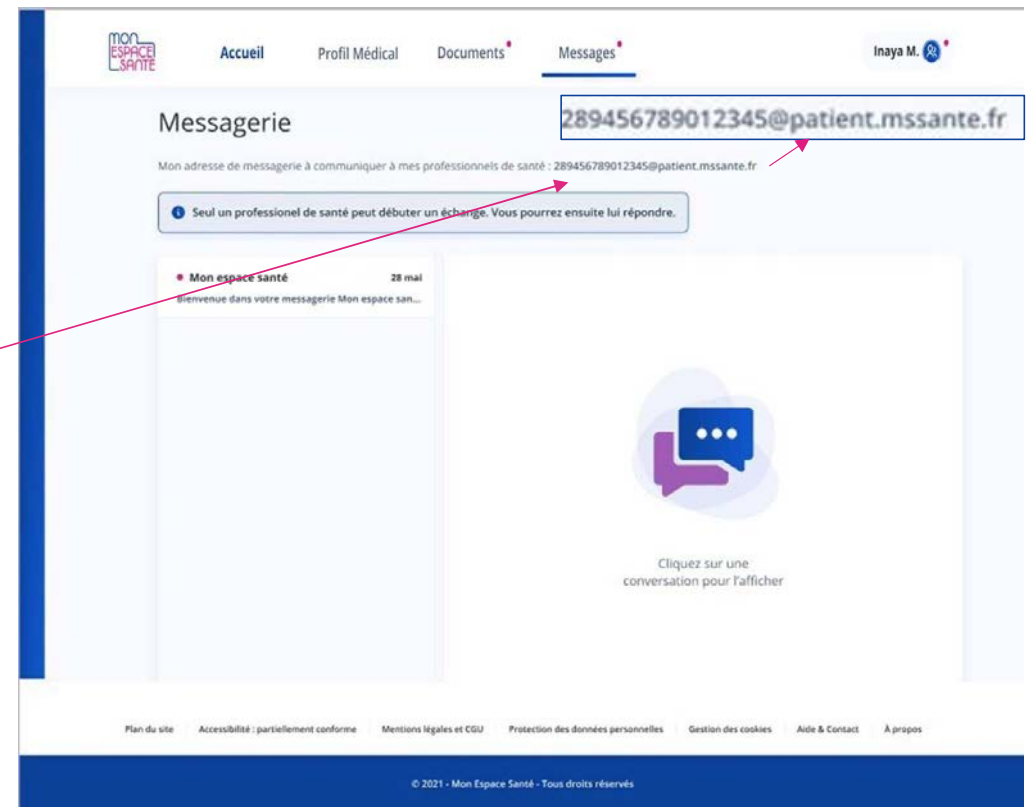 mon
ESPACE
SANTÉ
Accueil
Profil Médical
Documents
Messages
Inaya M.
Messagerie
289456789012345@patient.mssante.fr
Mon adresse de messagerie à communiquer à mes professionnels de santé : 289456789012345@patient.mssante.fr
Seul un professionel de santé peut débuter un échange. Vous pourrez ensuite lui répondre.
Mon espace santé 28 mai
Bienvenue dans votre messagerie Mon espace san...
Cliquez sur une
conversation pour l'afficher
Plan du site
Accessibilité : partiellement conforme
Mentions légales et CGU
Protection des données personnelles
Gestion des cookies
Aide & Contact
À propos
© 2021 - Mon Espace Santé - Tous droits réservés